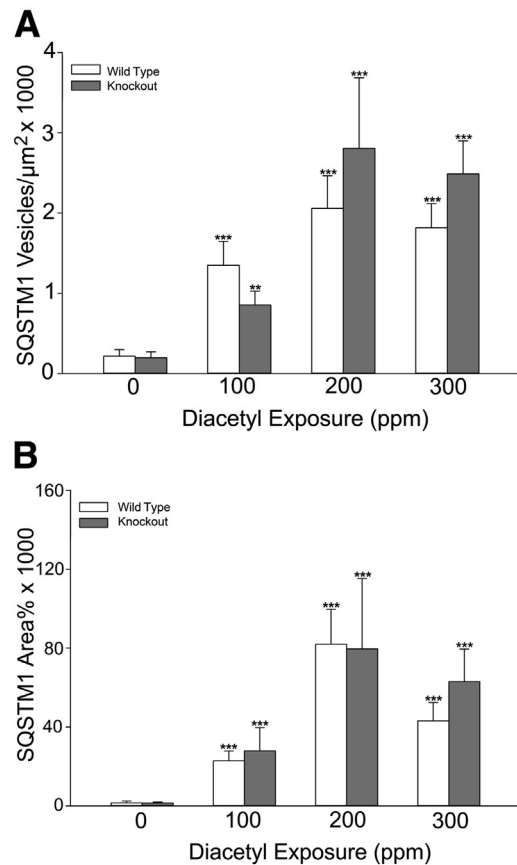 A
SQSTM1 Vesicles/µm² x 1000
4
3
2
1
0
Wild Type
Knockout
*** ** *** *** *** ***
0 100 200 300
Diacetyl Exposure (ppm)
B
SQSTM1 Area% x 1000
160
120
80
40
0
Wild Type
Knockout
*** *** *** *** *** ***
0 100 200 300
Diacetyl Exposure (ppm)